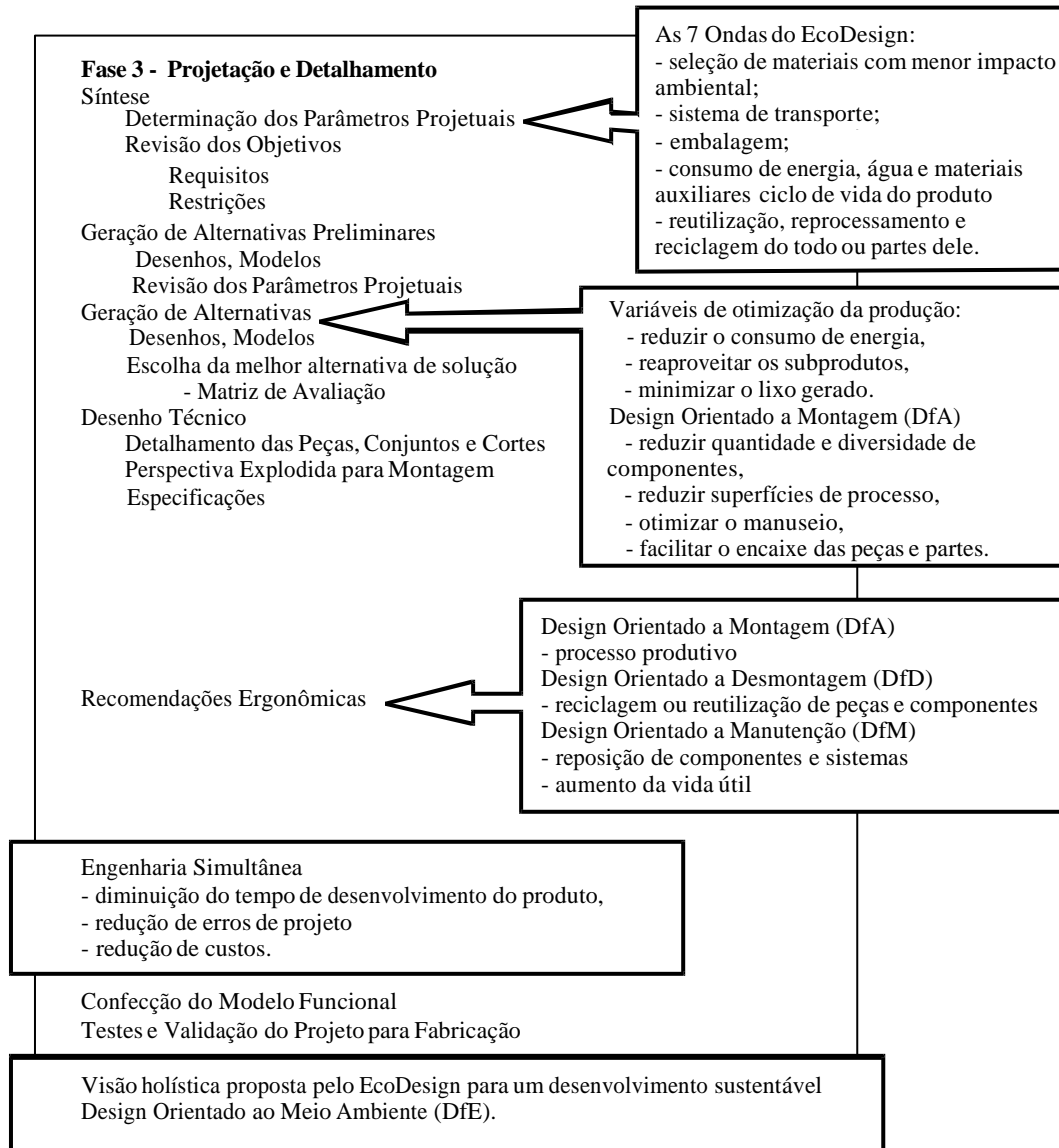 Fase 3 - Projetação e Detalhamento
Síntese
Determinação dos Parâmetros Projetuais
Revisão dos Objetivos
Requisitos
Restrições
Geração de Alternativas Preliminares
Desenhos, Modelos
Revisão dos Parâmetros Projetuais
Geração de Alternativas
Desenhos, Modelos
Escolha da melhor alternativa de solução
- Matriz de Avaliação
Desenho Técnico
Detalhamento das Peças, Conjuntos e Cortes
Perspectiva Explodida para Montagem
Especificações
As 7 Ondas do EcoDesign:
- seleção de materiais com menor impacto
ambiental;
- sistema de transporte;
- embalagem;
- consumo de energia, água e materiais
auxiliares ciclo de vida do produto
- reutilização, reprocessamento e
reciclagem do todo ou partes dele.
Variáveis de otimização da produção:
- reduzir o consumo de energia,
- reaproveitar os subprodutos,
- minimizar o lixo gerado.
Design Orientado a Montagem (DfA)
- reduzir quantidade e diversidade de
componentes,
- reduzir superfícies de processo,
- otimizar o manuseio,
- facilitar o encaixe das peças e partes.
Recomendações Ergonômicas
Design Orientado a Montagem (DfA)
- processo produtivo
Design Orientado a Desmontagem (DfD)
- reciclagem ou reutilização de peças e componentes
Design Orientado a Manutenção (DfM)
- reposição de componentes e sistemas
- aumento da vida útil
Engenharia Simultânea
- diminuição do tempo de desenvolvimento do produto,
- redução de erros de projeto
- redução de custos.
Confecção do Modelo Funcional
Testes e Validação do Projeto para Fabricação
Visão holística proposta pelo EcoDesign para um desenvolvimento sustentável
Design Orientado ao Meio Ambiente (DfE).